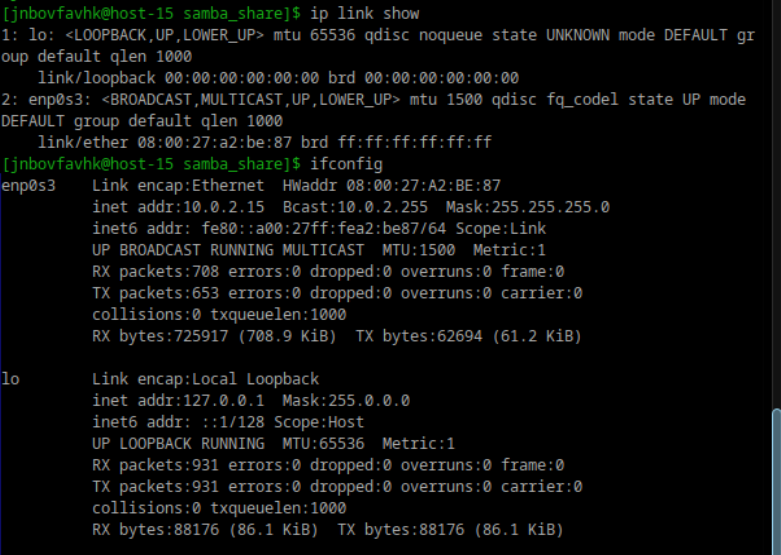 [jnbovfavhk@host-15 samba_share]$ ip link show
1: lo: <LOOPBACK,UP,LOWER_UP> mtu 65536 qdisc noqueue state UNKNOWN mode DEFAULT gr
oup default qlen 1000
    link/loopback 00:00:00:00:00:00 brd 00:00:00:00:00:00
2: enp0s3: <BROADCAST,MULTICAST,UP,LOWER_UP> mtu 1500 qdisc fq_codel state UP mode
DEFAULT group default qlen 1000
    link/ether 08:00:27:a2:be:87 brd ff:ff:ff:ff:ff:ff
[jnbovfavhk@host-15 samba_share]$ ifconfig
enp0s3    Link encap:Ethernet  HWaddr 08:00:27:A2:BE:87
          inet addr:10.0.2.15  Bcast:10.0.2.255  Mask:255.255.255.0
          inet6 addr: fe80::a00:27ff:fea2:be87/64 Scope:Link
          UP BROADCAST RUNNING MULTICAST  MTU:1500  Metric:1
          RX packets:708 errors:0 dropped:0 overruns:0 frame:0
          TX packets:653 errors:0 dropped:0 overruns:0 carrier:0
          collisions:0 txqueuelen:1000
          RX bytes:725917 (708.9 KiB)  TX bytes:62694 (61.2 KiB)

lo        Link encap:Local Loopback
          inet addr:127.0.0.1  Mask:255.0.0.0
          inet6 addr: ::1/128 Scope:Host
          UP LOOPBACK RUNNING  MTU:65536  Metric:1
          RX packets:931 errors:0 dropped:0 overruns:0 frame:0
          TX packets:931 errors:0 dropped:0 overruns:0 carrier:0
          collisions:0 txqueuelen:1000
          RX bytes:88176 (86.1 KiB)  TX bytes:88176 (86.1 KiB)